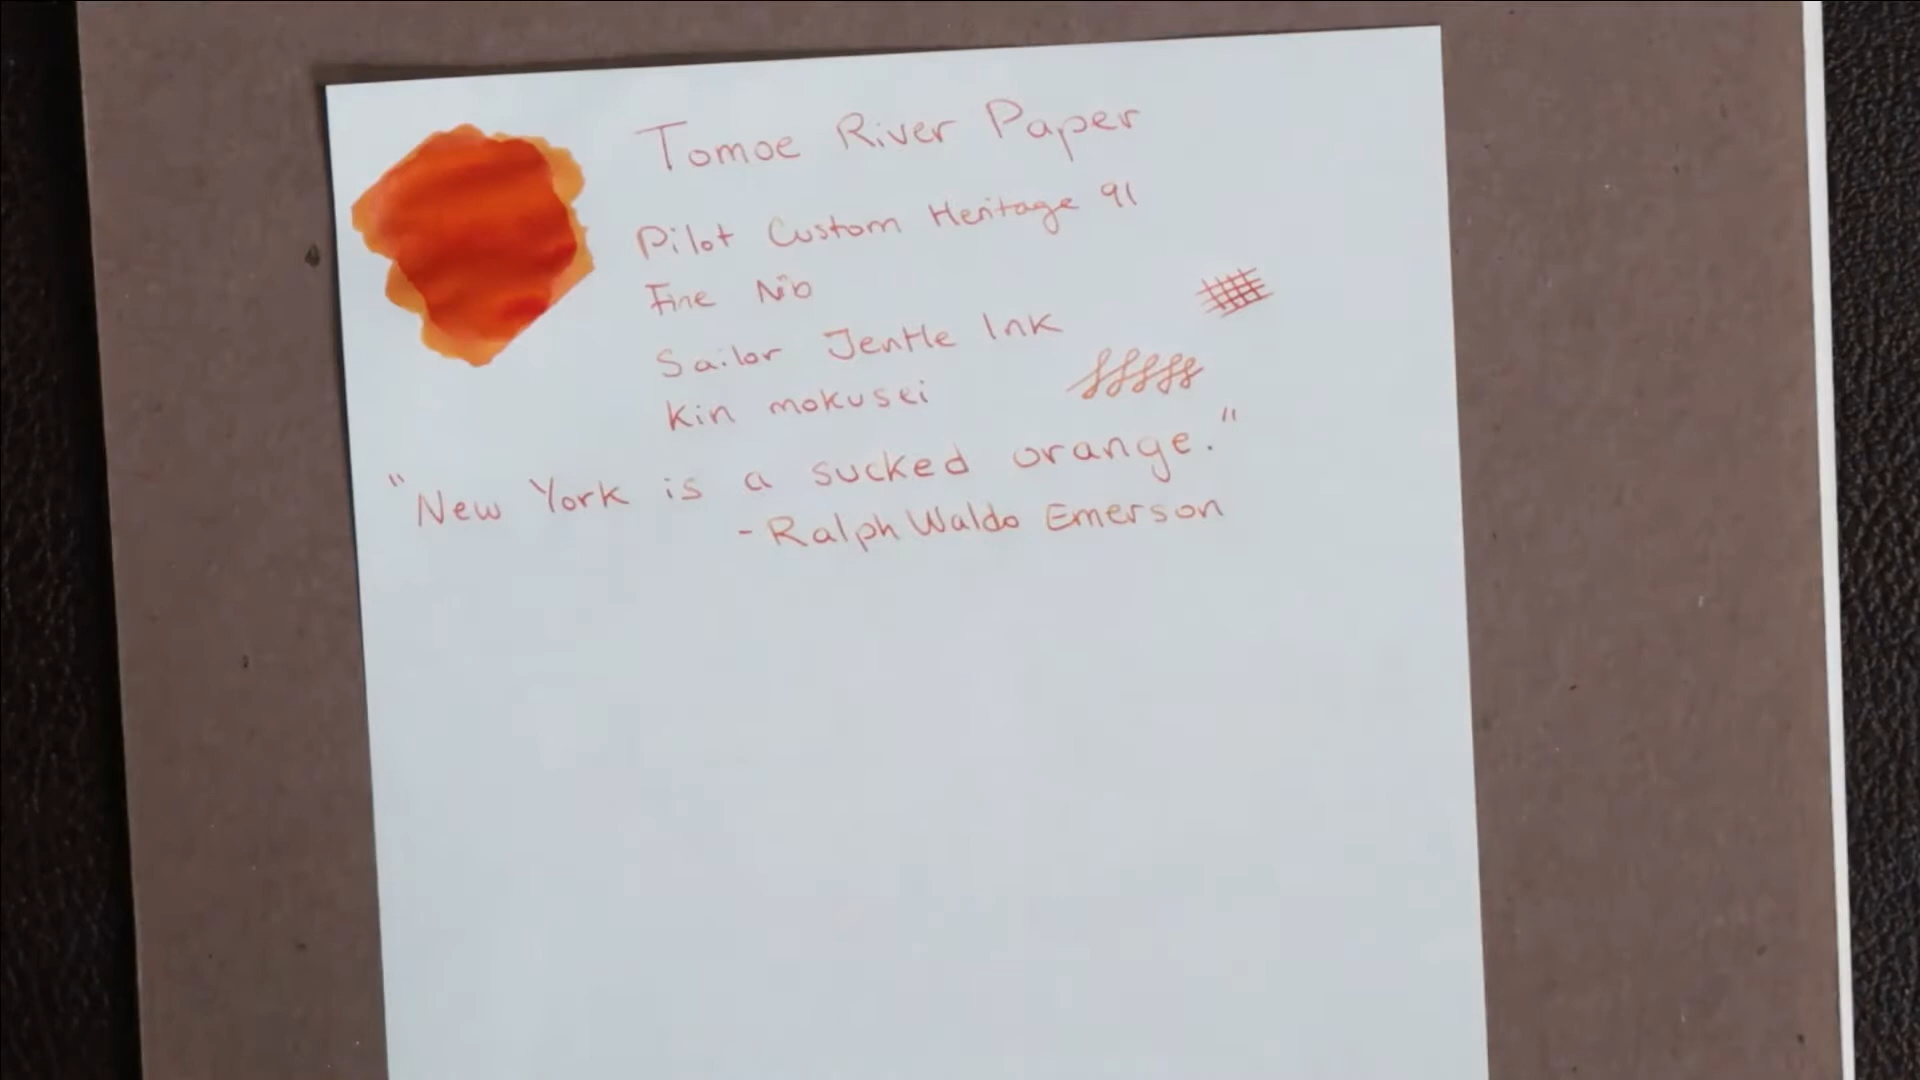 Tomoe River Paper
Pilot Custom Heritage 91
Fine Nib
Sailor Jentle Ink
Kin mokusei
"New York is a sucked orange."
- Ralph Waldo Emerson